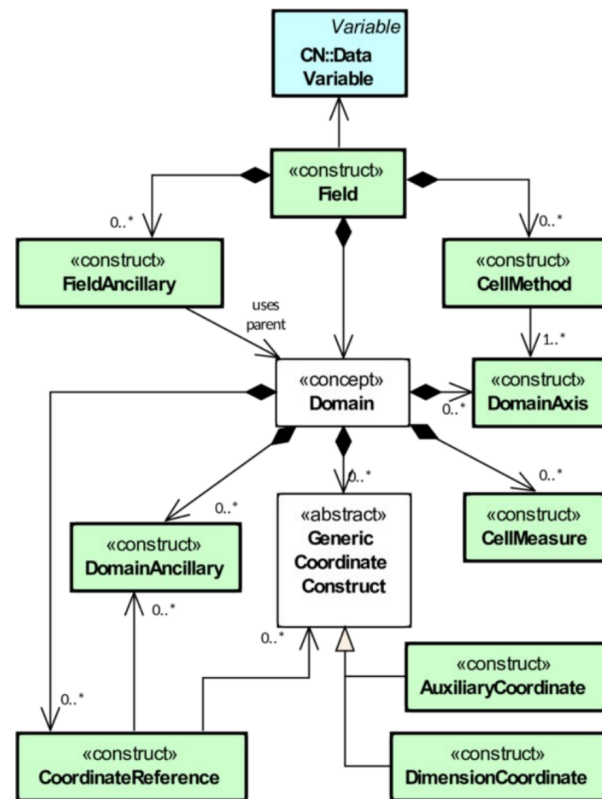 Variable
CN::Data
Variable
«construct»
Field
0..*
0..*
«construct»
FieldAncillary
«construct»
CellMethod
uses
parent
1..*
«concept»
Domain
0..*
«construct»
DomainAxis
0..*
0..*
0..*
«construct»
DomainAncillary
«abstract»
Generic
Coordinate
Construct
«construct»
CellMeasure
0..*
0..*
«construct»
AuxiliaryCoordinate
0..*
«construct»
CoordinateReference
«construct»
DimensionCoordinate